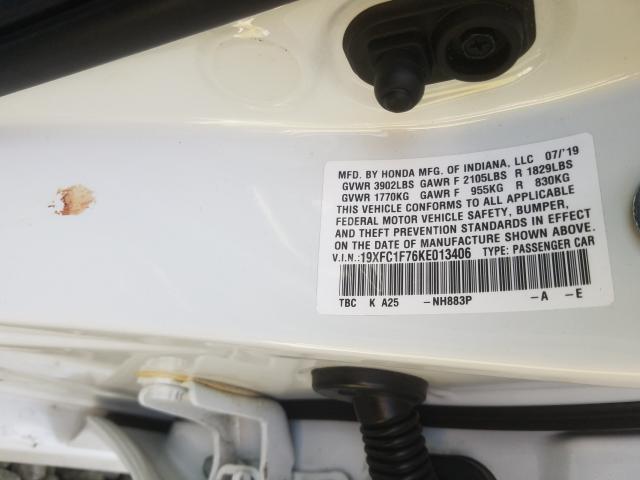 MFD. BY HONDA MFG. OF INDIANA, LLC 07/'19
GVWR 3902LBS GAWR F 2105LBS R 1829LBS
GVWR 1770KG GAWR F 955KG R 830KG
THIS VEHICLE CONFORMS TO ALL APPLICABLE
FEDERAL MOTOR VEHICLE SAFETY, BUMPER,
AND THEFT PREVENTION STANDARDS IN EFFECT
ON THE DATE OF MANUFACTURE SHOWN ABOVE.
V.I.N.:19XFC1F76KE013406 TYPE: PASSENGER CAR
TBC K A25 -NH883P -A -E